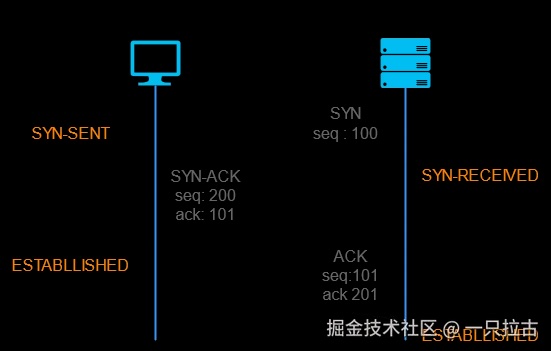 SYN
seq : 100
SYN-SENT
SYN-RECEIVED
SYN-ACK
seq: 200
ack: 101
ESTABLLISHED
ACK
seq:101
ack 201
掘金技术社区 @ 一只拉古
ESTABLLISHED